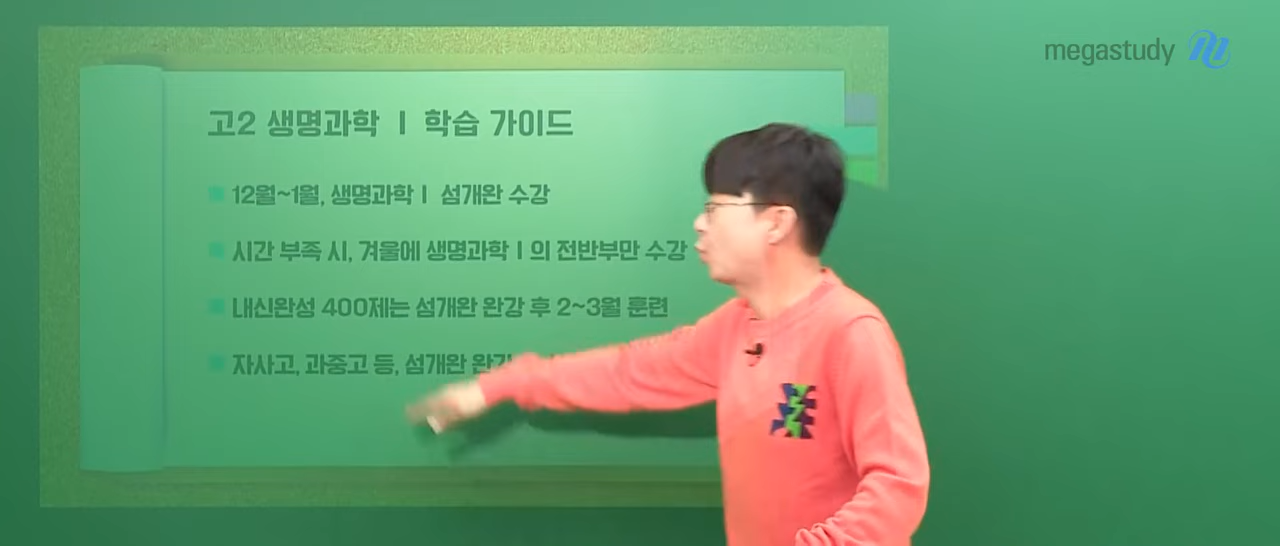 megastudy
고2 생명과학 I 학습 가이드
12월~1월, 생명과학 I 섬개완 수강
시간 부족 시, 겨울에 생명과학 I 의 전반부만 수강
내신완성 400제는 섬개완 완강 후 2~3월 훈련
자사고, 과중고 등, 섬개완